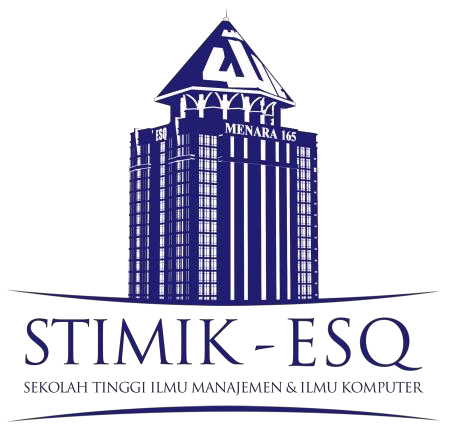 ESQ
MENARA 165
STIMIK - ESQ
SEKOLAH TINGGI ILMU MANAJEMEN & ILMU KOMPUTER